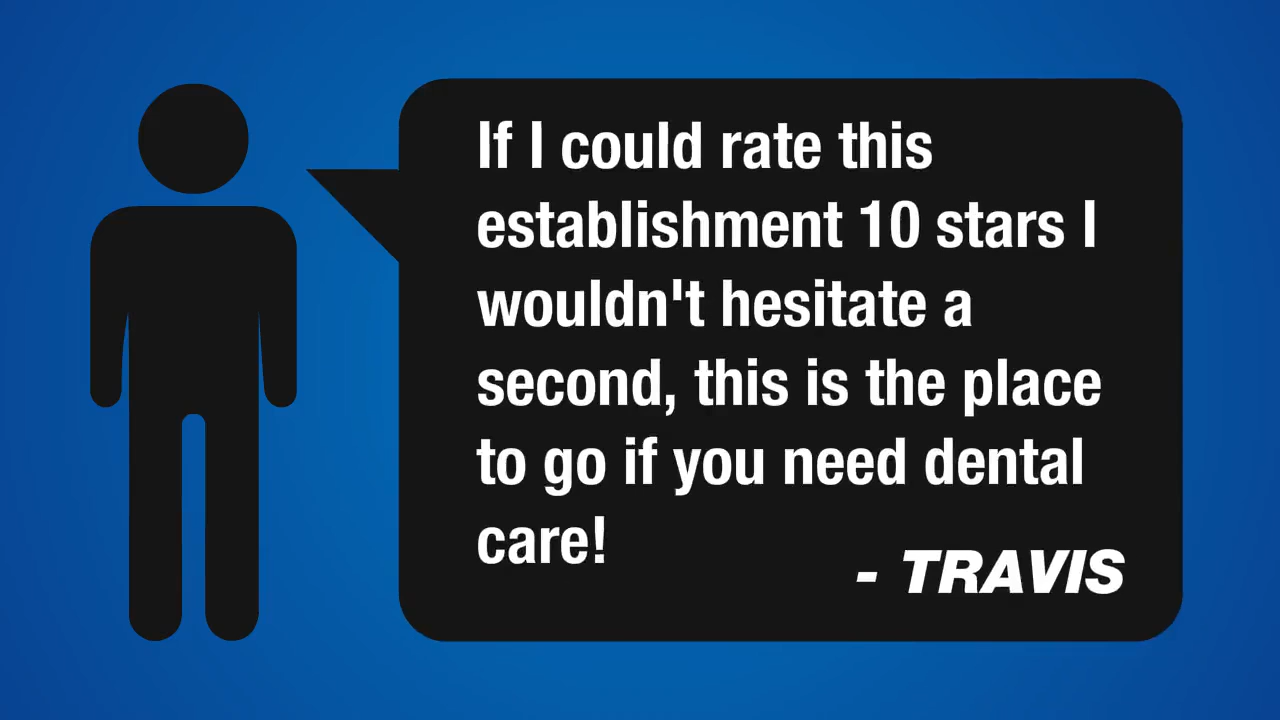 If I could rate this
establishment 10 stars I
wouldn't hesitate a
second, this is the place
to go if you need dental
care!
- TRAVIS